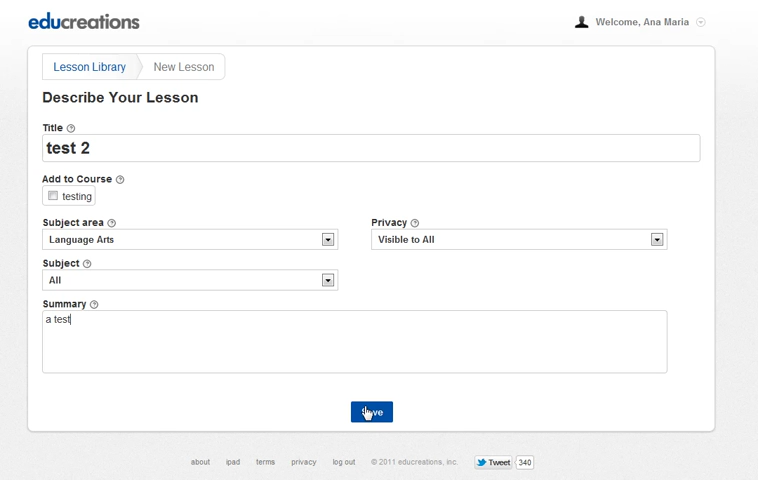 educreations
Welcome, Ana Maria
Lesson Library
New Lesson
Describe Your Lesson
Title
test 2
Add to Course
testing
Subject area
Privacy
Language Arts
Visible to All
Subject
All
Summary
a test
Save
about ipad terms privacy log out © 2011 educreations, inc. Tweet 340